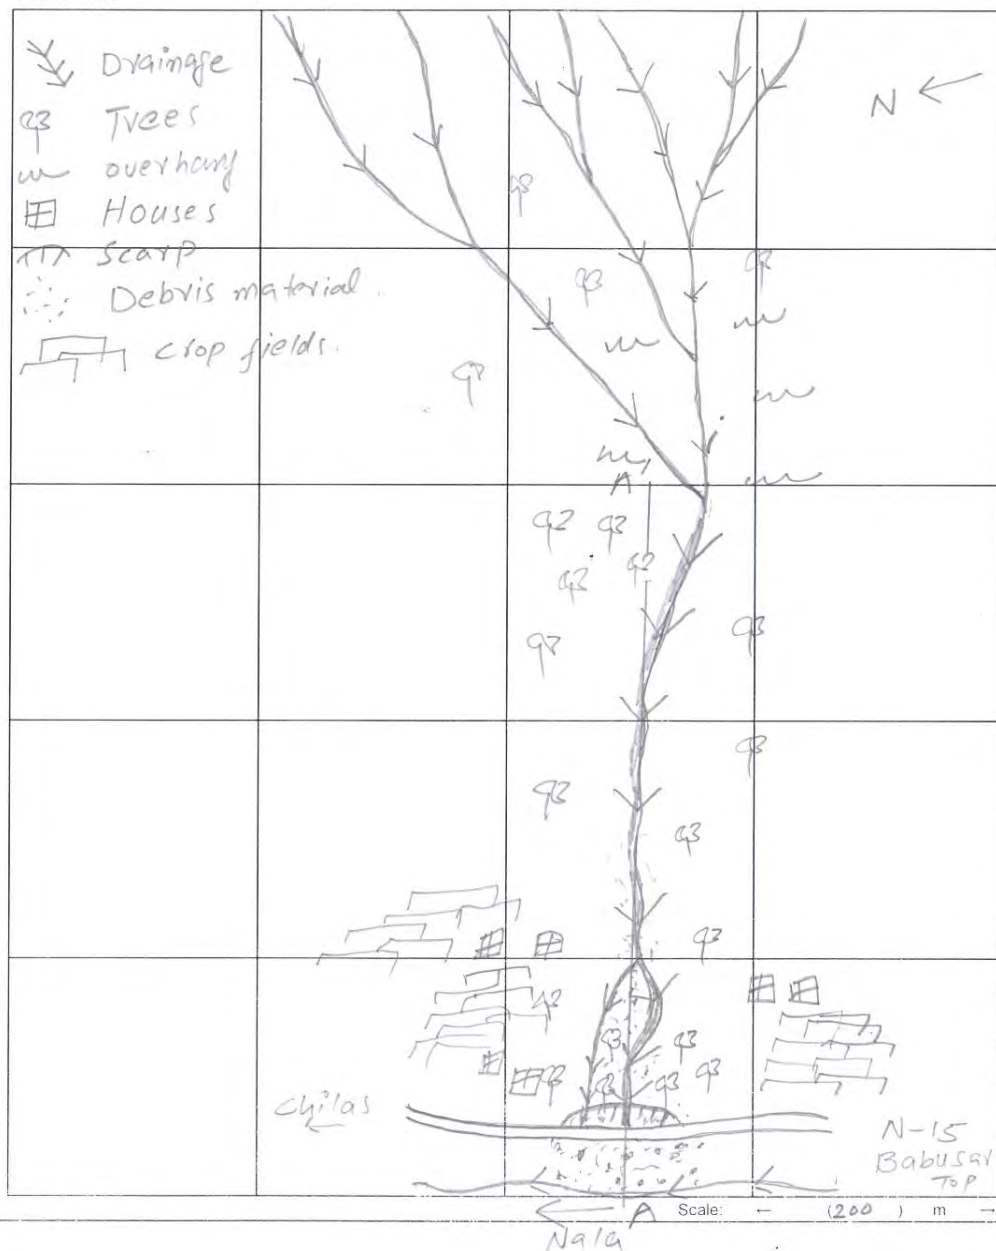 Drainage
Trees
overhang
Houses
Scarp
Debris material.
crop fields.
N
A'
Chilas
N-15
Babusar
Top
A
Scale: ← (200) m →
Nala